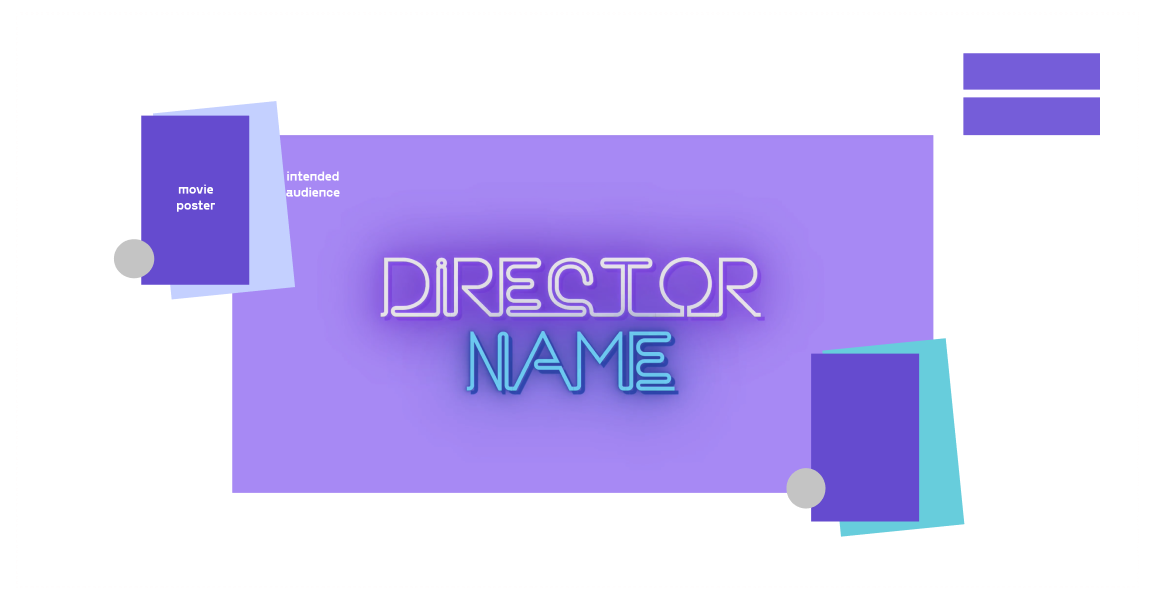 intended
audience
movie
poster
DiRECTOR
NAME